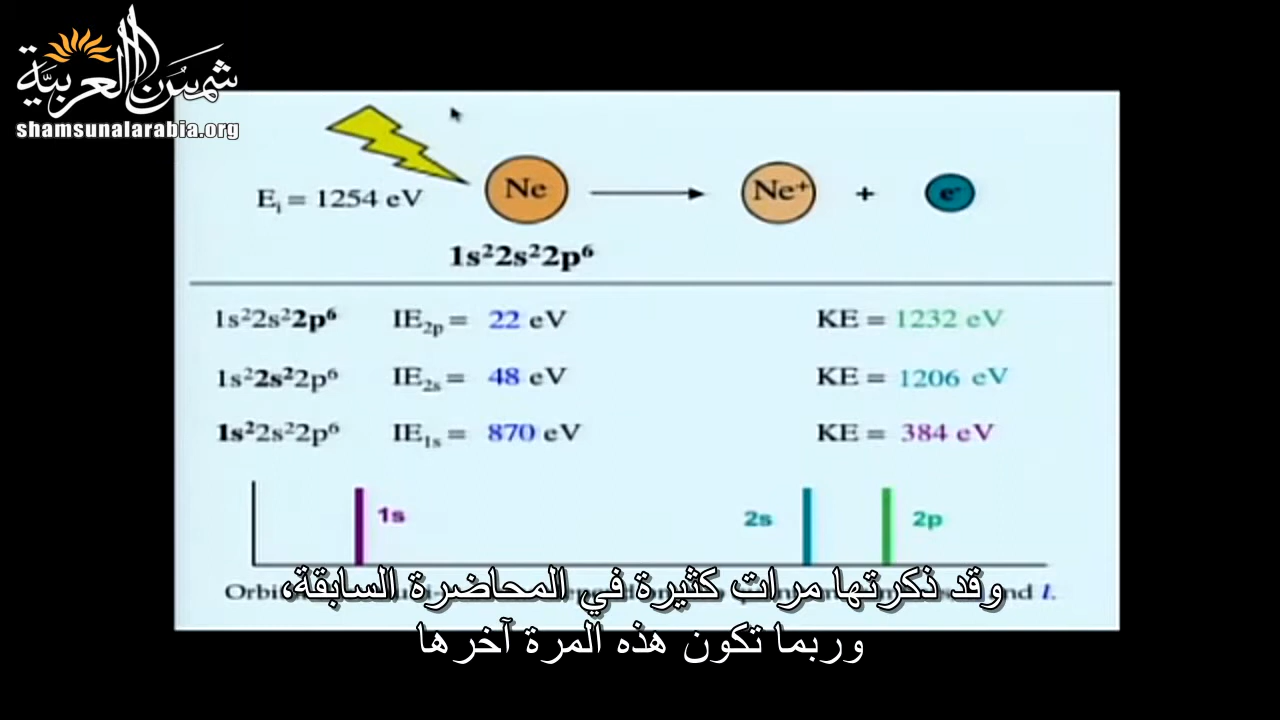 شمس العربية
shamsunalarabia.org
Eᵢ = 1254 eV
Ne
Ne⁺
+
e⁻
1s²2s²2p⁶
1s²2s²2p⁶ IE₂ₚ = 22 eV KE = 1232 eV
1s²2s²2p⁶ IE₂ₛ = 48 eV KE = 1206 eV
1s²2s²2p⁶ IE₁ₛ = 870 eV KE = 384 eV
1s
2s
2p
l.
وقد ذكرتها مرات كثيرة في المحاضرة السابقة،
وربما تكون هذه المرة آخرها